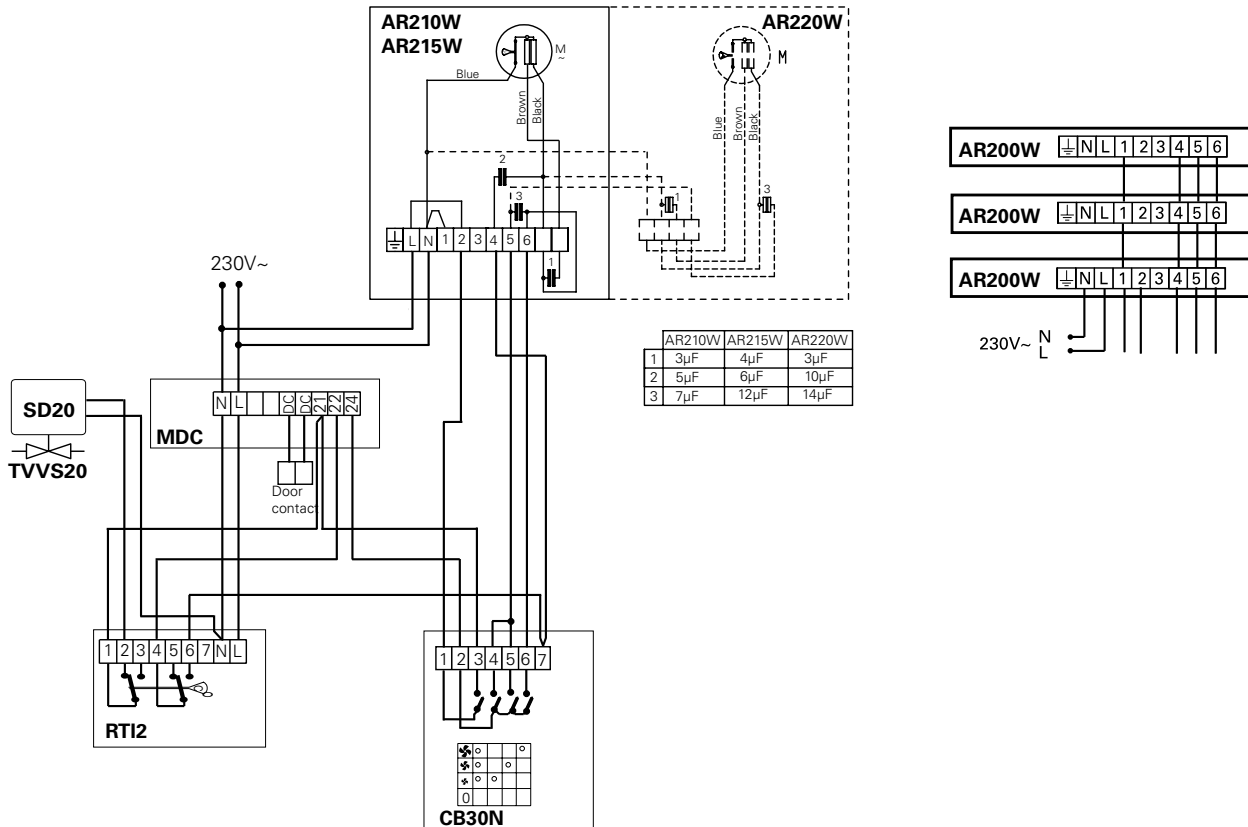 AR210W
AR215W
AR220W
M
~
M
Blue
Brown
Black
Blue
Brown
Black
2
3
1
3
L N 1 2 3 4 5 6
1
230V~
AR200W N L 1 2 3 4 5 6
AR200W N L 1 2 3 4 5 6
AR200W N L 1 2 3 4 5 6
230V~ N
L
AR210W AR215W AR220W
1 3µF 4µF 3µF
2 5µF 6µF 10µF
3 7µF 12µF 14µF
SD20
TVVS20
N L DC DC 21 22 24
MDC
Door
contact
1 2 3 4 5 6 7 N L
RTI2
1 2 3 4 5 6 7
0
CB30N